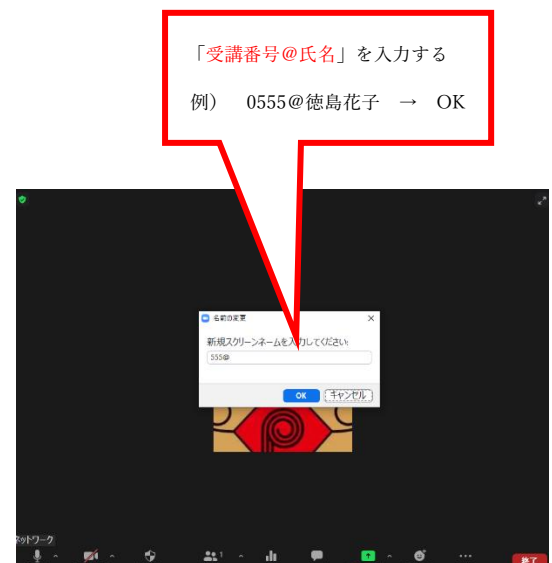 「受講番号@氏名」を入力する
例） 0555@徳島花子 → OK
名前の変更
新規スクリーンネームを入力してください:
555@
OK
キャンセル
ネットワーク
1
終了